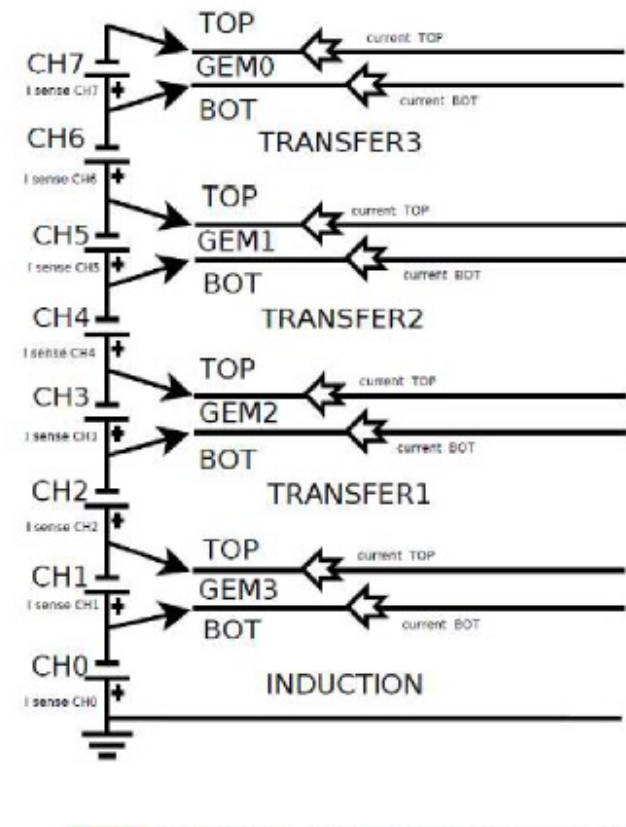 TOP
current TOP
CH7
GEM0
I sense CH7
current BOT
BOT
CH6
TRANSFER3
I sense CH6
TOP
current TOP
CH5
GEM1
I sense CH5
current BOT
BOT
CH4
TRANSFER2
I sense CH4
TOP
current TOP
CH3
GEM2
I sense CH3
current BOT
BOT
CH2
TRANSFER1
I sense CH2
TOP
current TOP
CH1
GEM3
I sense CH1
current BOT
BOT
CH0
INDUCTION
I sense CH0